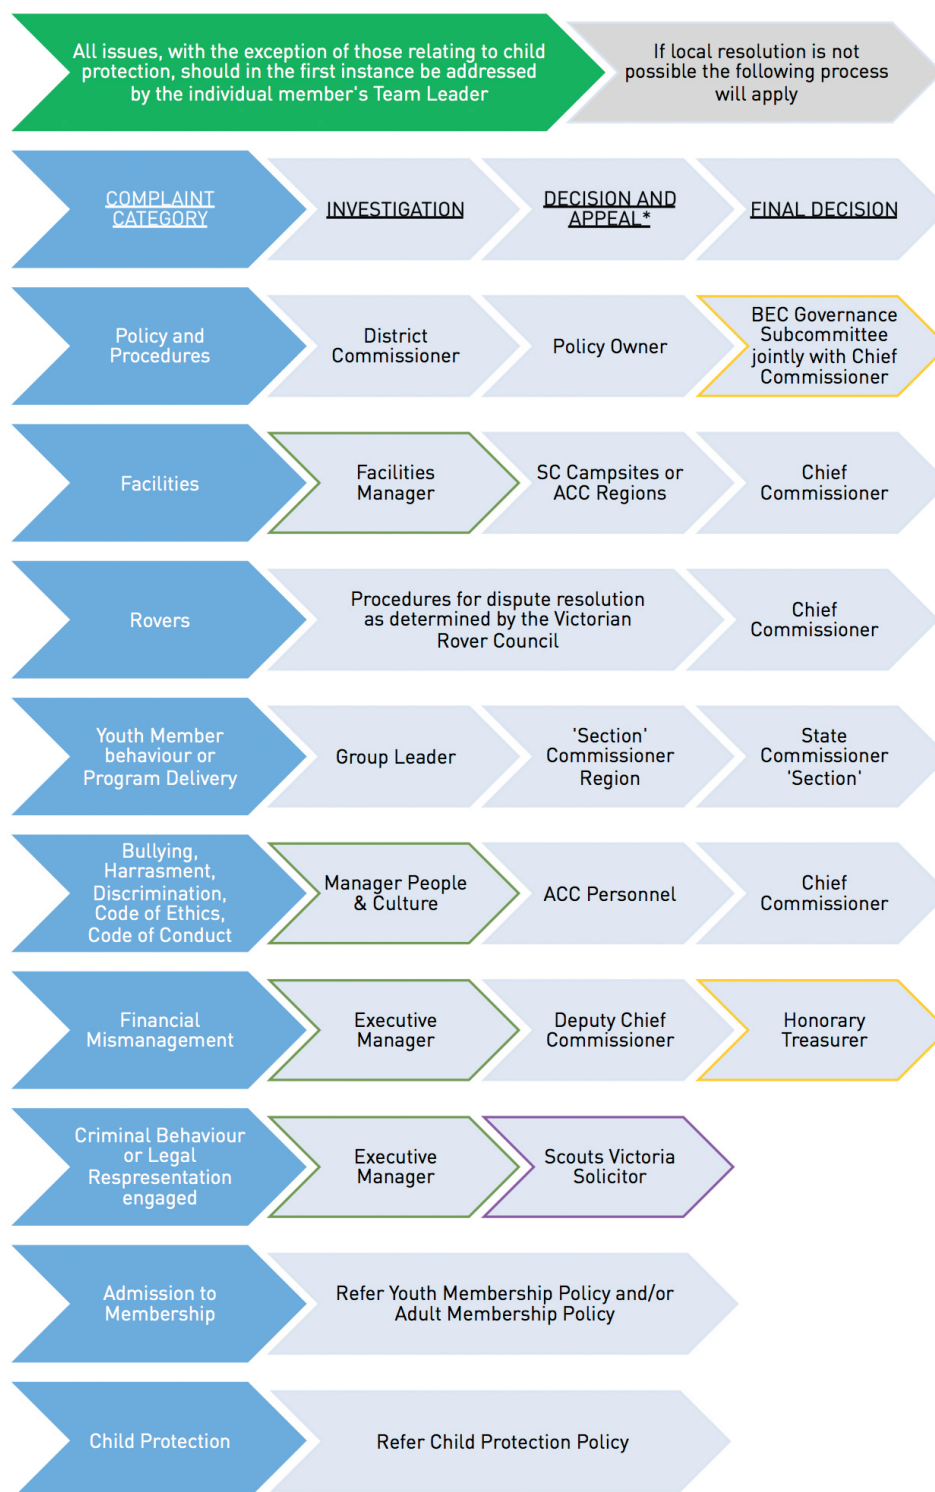 All issues, with the exception of those relating to child
protection, should in the first instance be addressed
by the individual member's Team Leader
If local resolution is not
possible the following process
will apply
COMPLAINT
CATEGORY
INVESTIGATION
DECISION AND
APPEAL*
FINAL DECISION
Policy and
Procedures
District
Commissioner
Policy Owner
BEC Governance
Subcommittee
jointly with Chief
Commissioner
Facilities
Facilities
Manager
SC Campsites or
ACC Regions
Chief
Commissioner
Rovers
Procedures for dispute resolution
as determined by the Victorian
Rover Council
Chief
Commissioner
Youth Member
behaviour or
Program Delivery
Group Leader
'Section'
Commissioner
Region
State
Commissioner
'Section'
Bullying,
Harrasment,
Discrimination,
Code of Ethics,
Code of Conduct
Manager People
& Culture
ACC Personnel
Chief
Commissioner
Financial
Mismanagement
Executive
Manager
Deputy Chief
Commissioner
Honorary
Treasurer
Criminal Behaviour
or Legal
Respresentation
engaged
Executive
Manager
Scouts Victoria
Solicitor
Admission to
Membership
Refer Youth Membership Policy and/or
Adult Membership Policy
Child Protection
Refer Child Protection Policy